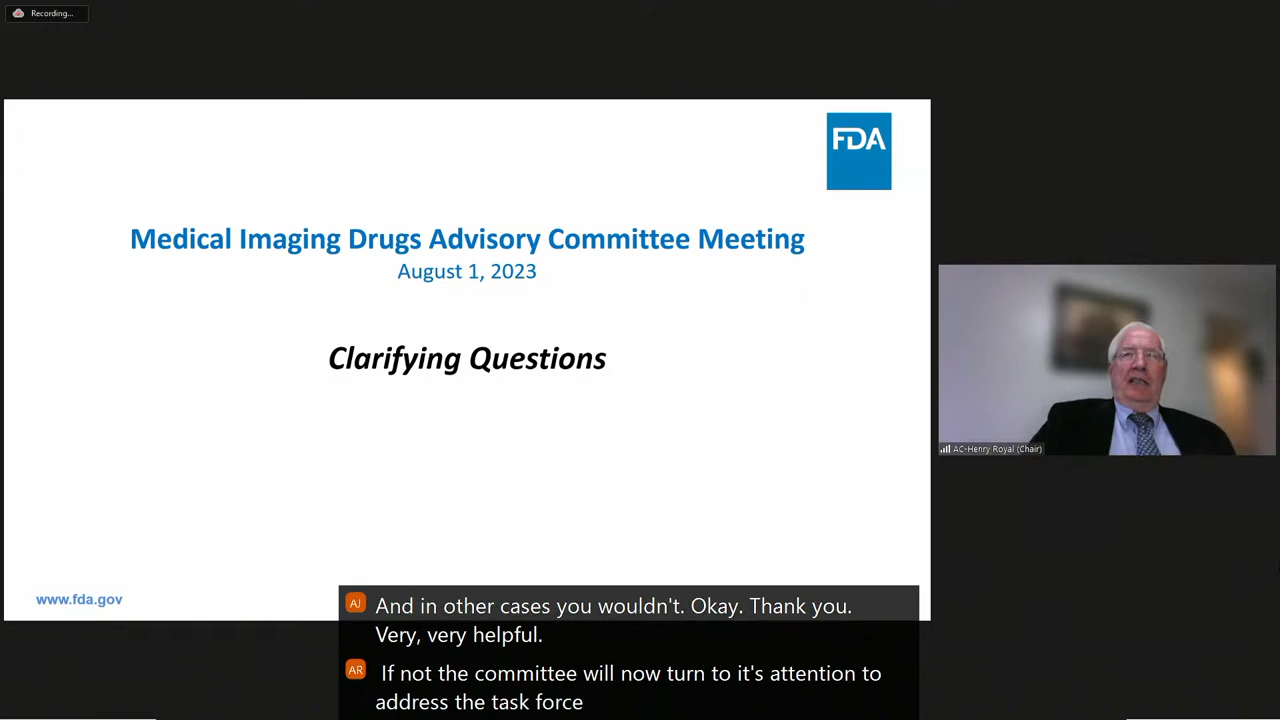 Recording...
FDA
Medical Imaging Drugs Advisory Committee Meeting
August 1, 2023
Clarifying Questions
AC-Henry Royal (Chair)
www.fda.gov
AJ And in other cases you wouldn't. Okay. Thank you.
Very, very helpful.
AR If not the committee will now turn to it's attention to
address the task force